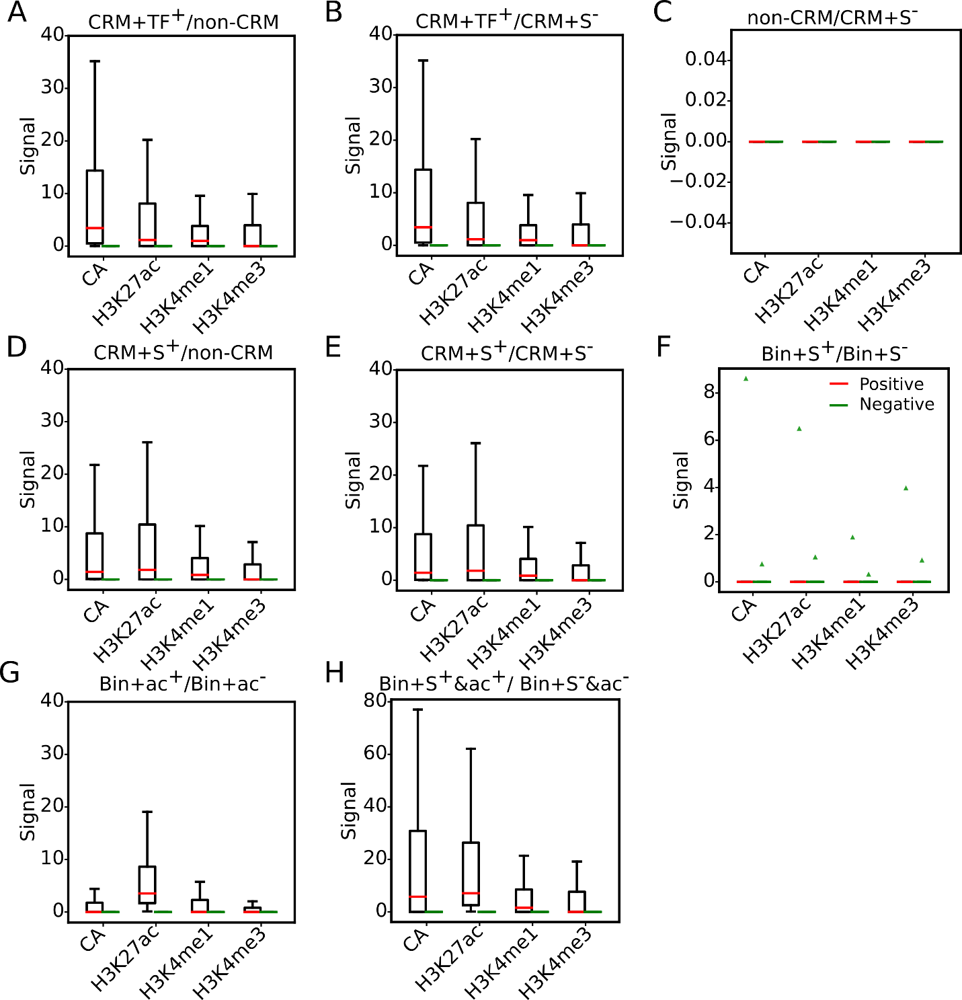 A
CRM+TF+/non-CRM
40
30
20
10
0
Signal
CA
H3K27ac
H3K4me1
H3K4me3
B
CRM+TF+/CRM+S-
40
30
20
10
0
Signal
CA
H3K27ac
H3K4me1
H3K4me3
C
non-CRM/CRM+S-
0.04
0.02
0.00
−0.02
−0.04
Signal
CA
H3K27ac
H3K4me1
H3K4me3
D
CRM+S+/non-CRM
40
30
20
10
0
Signal
CA
H3K27ac
H3K4me1
H3K4me3
E
CRM+S+/CRM+S-
40
30
20
10
0
Signal
CA
H3K27ac
H3K4me1
H3K4me3
F
Bin+S+/Bin+S-
8
6
4
2
0
Signal
Positive
Negative
CA
H3K27ac
H3K4me1
H3K4me3
G
Bin+ac+/Bin+ac-
40
30
20
10
0
Signal
CA
H3K27ac
H3K4me1
H3K4me3
H
Bin+S+&ac+/ Bin+S-&ac-
80
60
40
20
0
Signal
CA
H3K27ac
H3K4me1
H3K4me3